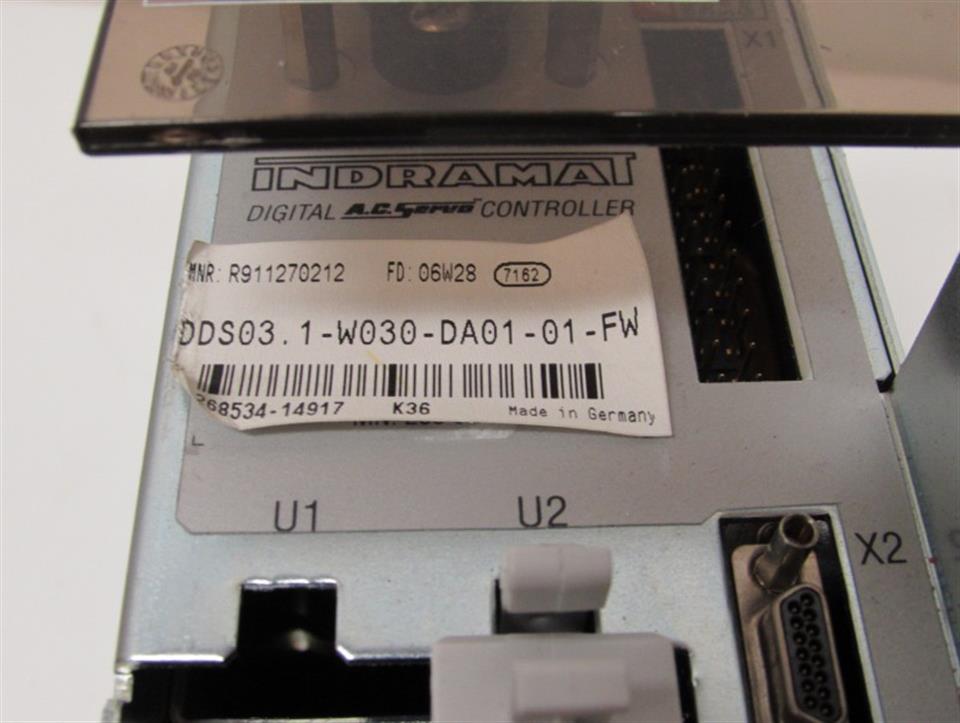 X1
INDRAMAT
DIGITAL A.C. Servo CONTROLLER
MNR: R911270212 FD: 06W28 7162
DDS03.1-W030-DA01-01-FW
268534-14917 K36 Made in Germany
U1 U2
X2